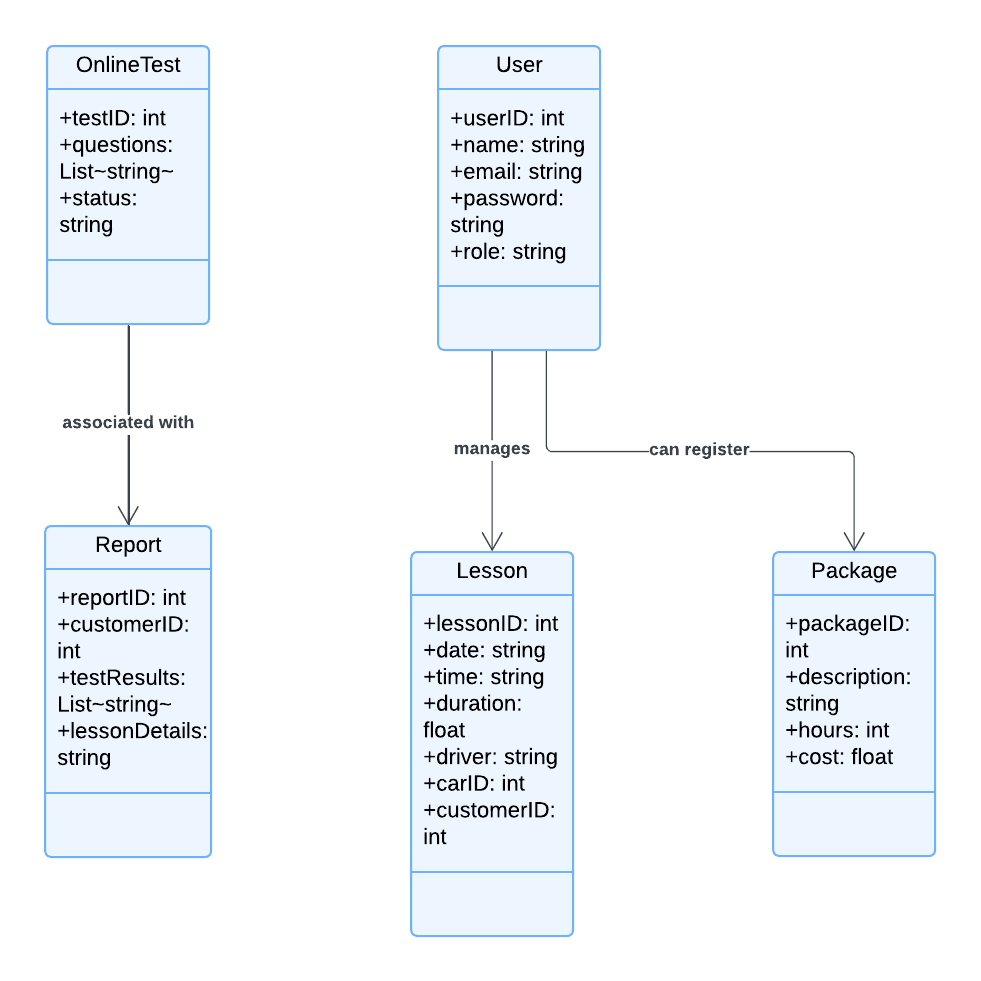 OnlineTest
+testID: int
+questions:
List~string~
+status:
string
User
+userID: int
+name: string
+email: string
+password:
string
+role: string
associated with
manages
can register
Report
+reportID: int
+customerID:
int
+testResults:
List~string~
+lessonDetails:
string
Lesson
+lessonID: int
+date: string
+time: string
+duration:
float
+driver: string
+carID: int
+customerID:
int
Package
+packageID:
int
+description:
string
+hours: int
+cost: float